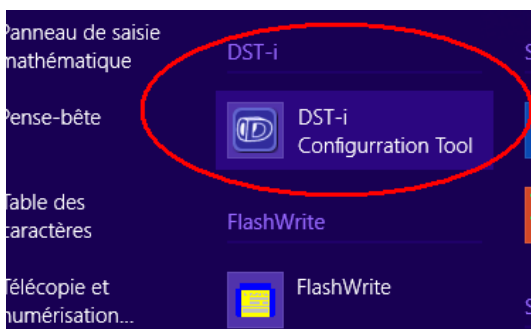 Panneau de saisie
mathématique
Pense-bête
Table des
caractères
Télécopie et
numérisation...
DST-i
DST-i
Configurration Tool
FlashWrite
FlashWrite